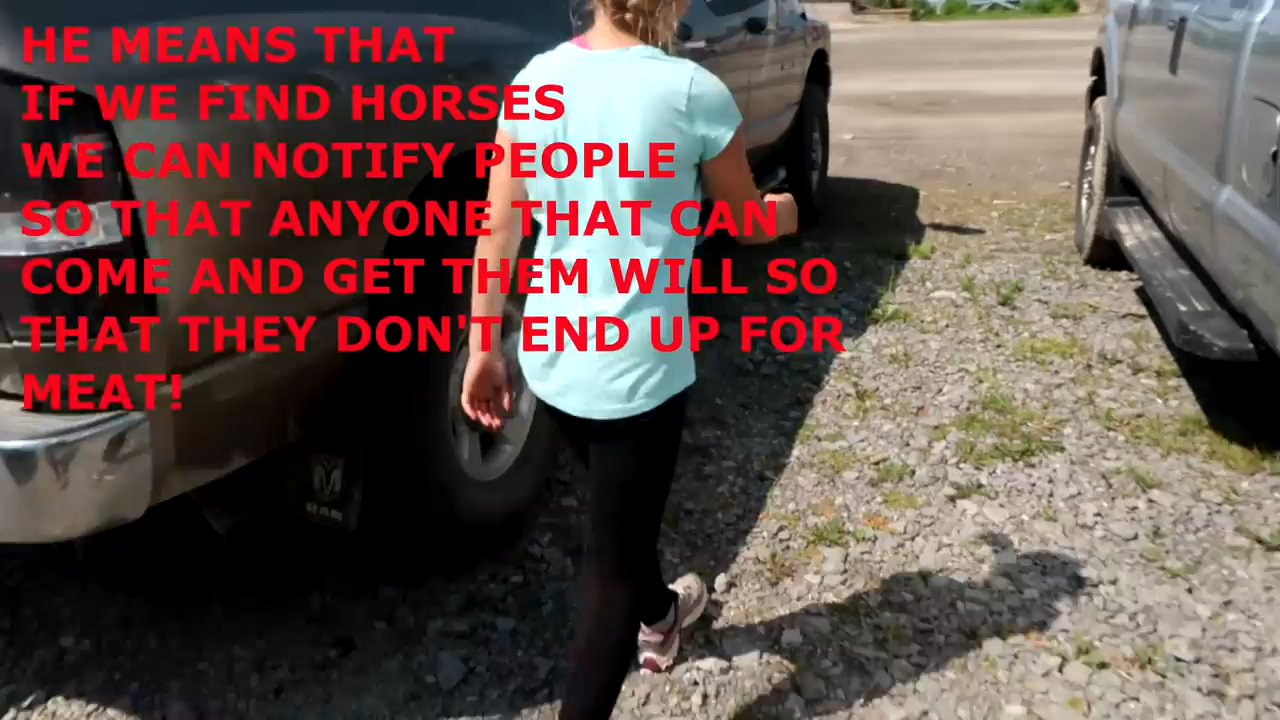 HE MEANS THAT
IF WE FIND HORSES
WE CAN NOTIFY PEOPLE
SO THAT ANYONE THAT CAN
COME AND GET THEM WILL SO
THAT THEY DON'T END UP FOR
MEAT!
RAM